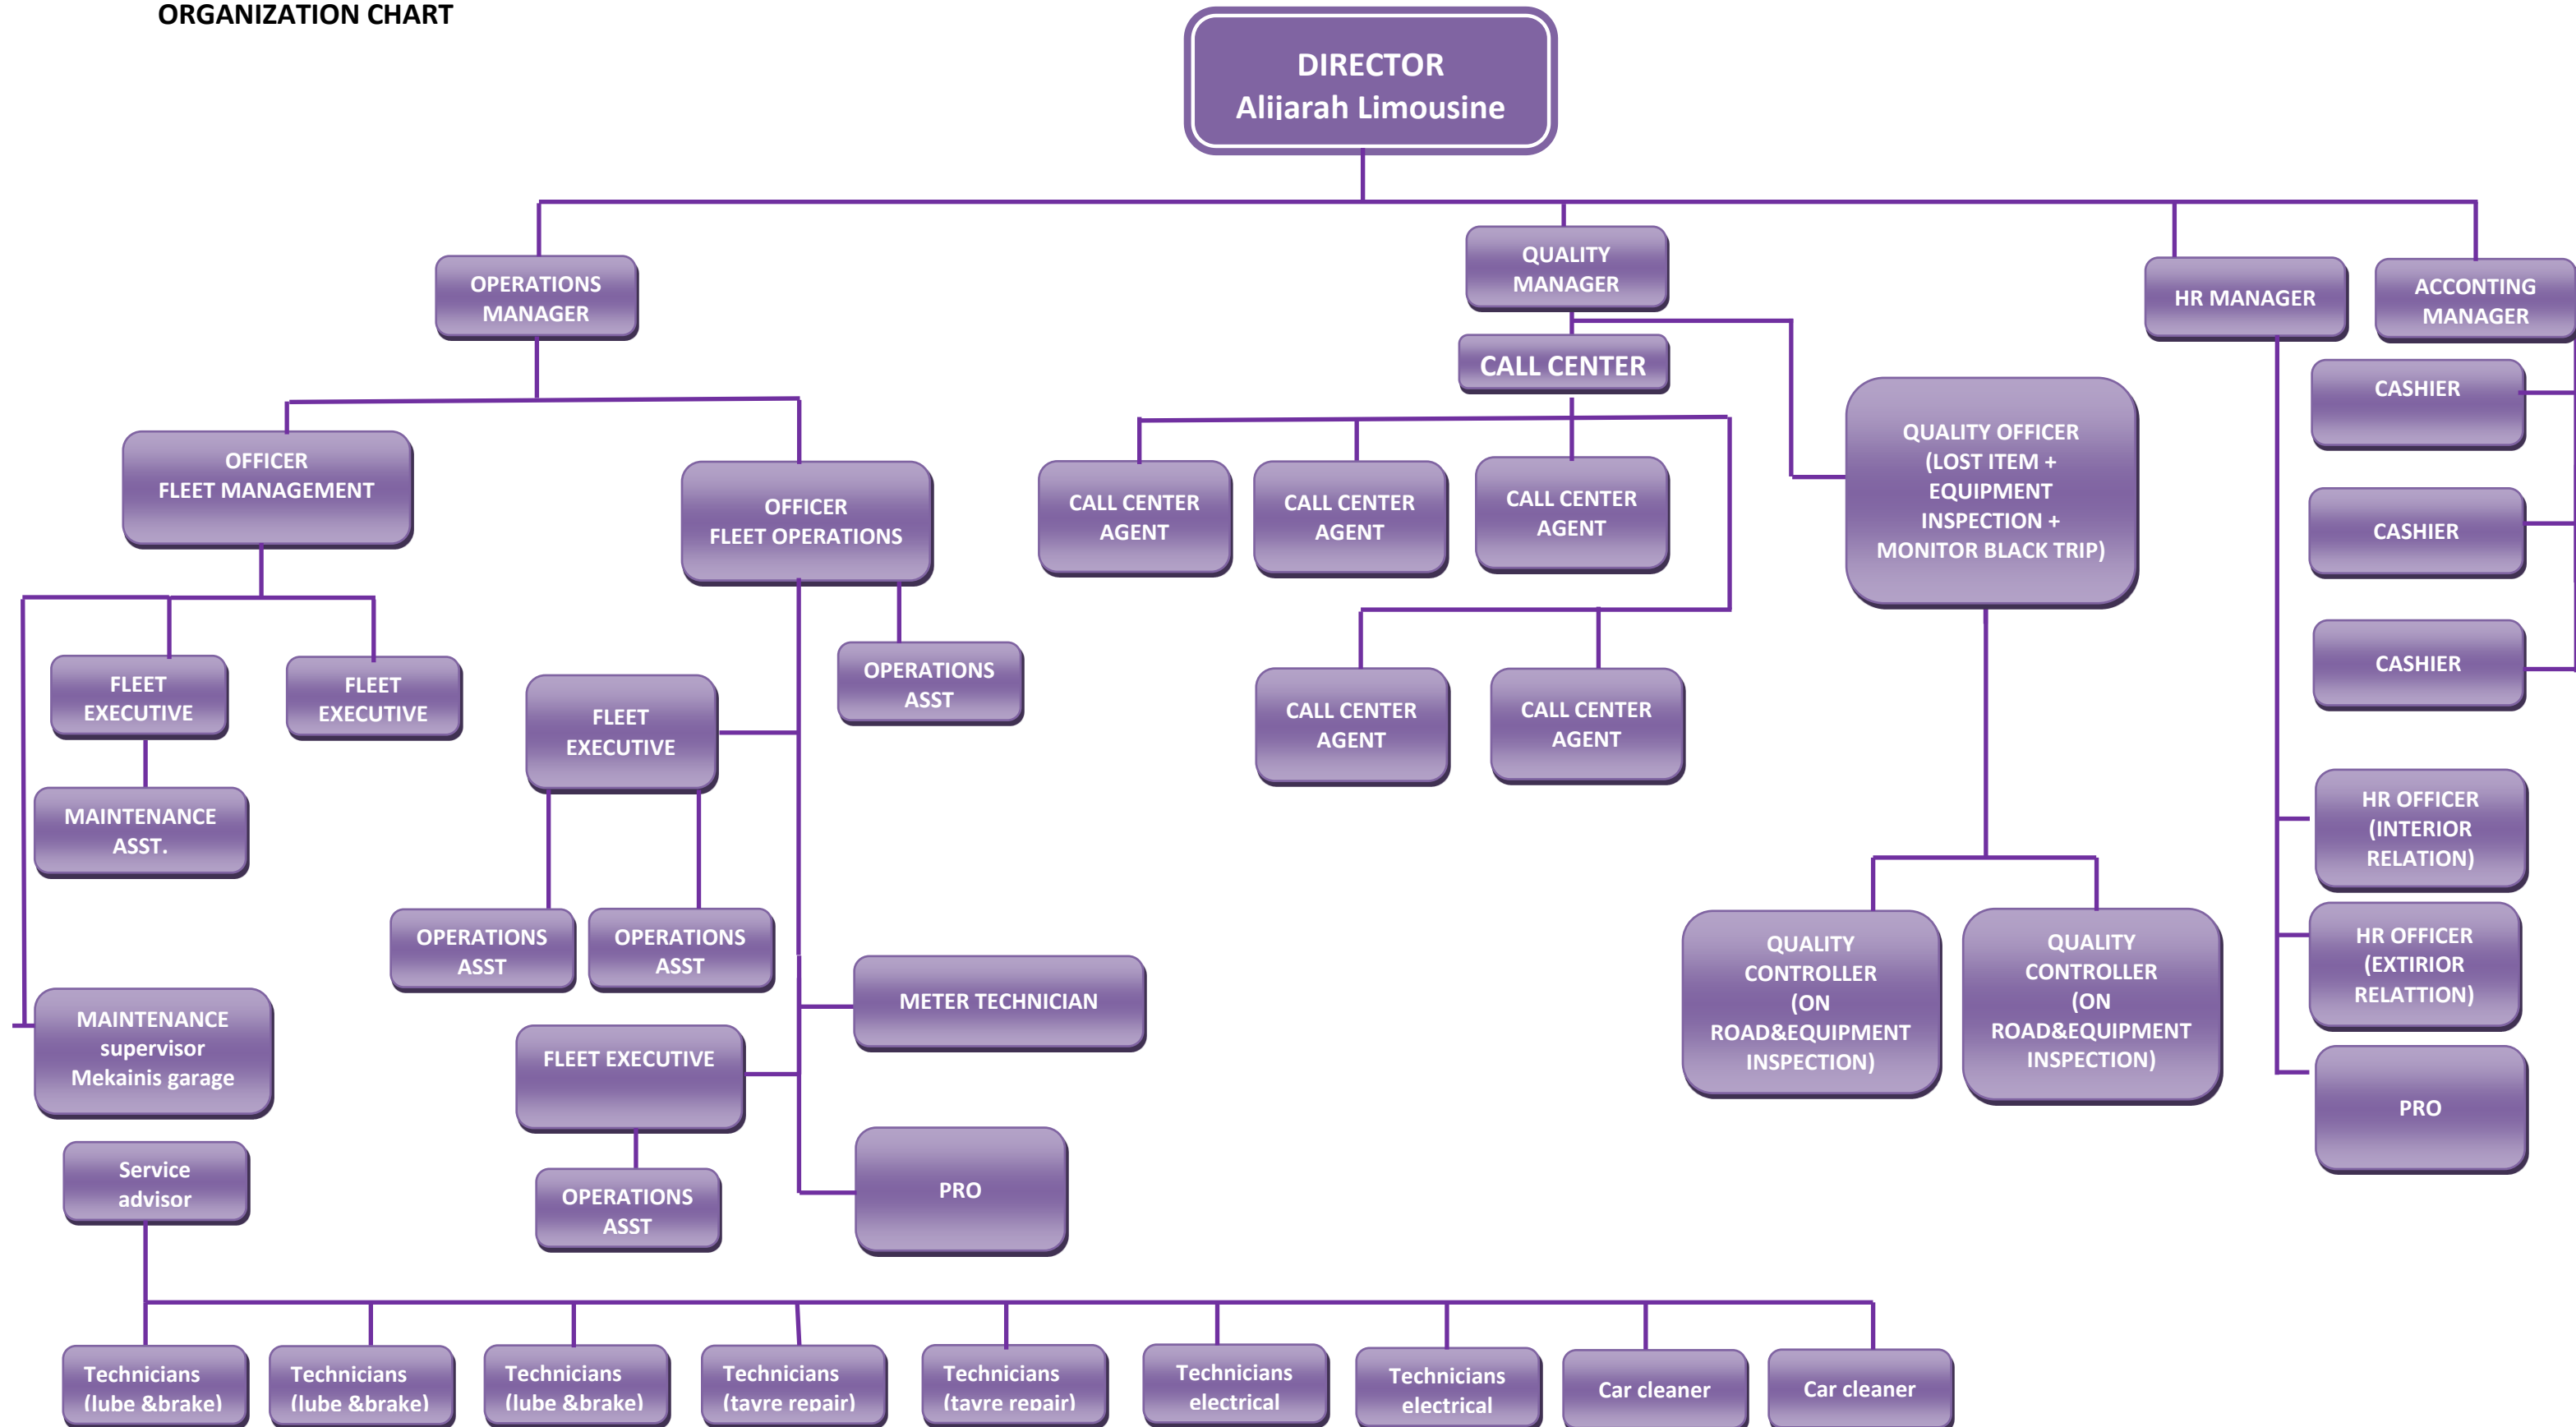 ORGANIZATION CHART
DIRECTOR
Alijarah Limousine
OPERATIONS
MANAGER
QUALITY
MANAGER
HR MANAGER
ACCONTING
MANAGER
CALL CENTER
OFFICER
FLEET MANAGEMENT
OFFICER
FLEET OPERATIONS
CALL CENTER
AGENT
CALL CENTER
AGENT
CALL CENTER
AGENT
QUALITY OFFICER
(LOST ITEM +
EQUIPMENT
INSPECTION +
MONITOR BLACK TRIP)
CASHIER
CASHIER
CASHIER
FLEET
EXECUTIVE
FLEET
EXECUTIVE
FLEET
EXECUTIVE
OPERATIONS
ASST
CALL CENTER
AGENT
CALL CENTER
AGENT
MAINTENANCE
ASST.
HR OFFICER
(INTERIOR
RELATION)
OPERATIONS
ASST
OPERATIONS
ASST
QUALITY
CONTROLLER
(ON
ROAD&EQUIPMENT
INSPECTION)
QUALITY
CONTROLLER
(ON
ROAD&EQUIPMENT
INSPECTION)
HR OFFICER
(EXTIRIOR
RELATTION)
MAINTENANCE
supervisor
Mekainis garage
METER TECHNICIAN
FLEET EXECUTIVE
PRO
Service
advisor
OPERATIONS
ASST
PRO
Technicians
(lube &brake)
Technicians
(lube &brake)
Technicians
(lube &brake)
Technicians
(tayre repair)
Technicians
(tayre repair)
Technicians
electrical
Technicians
electrical
Car cleaner
Car cleaner